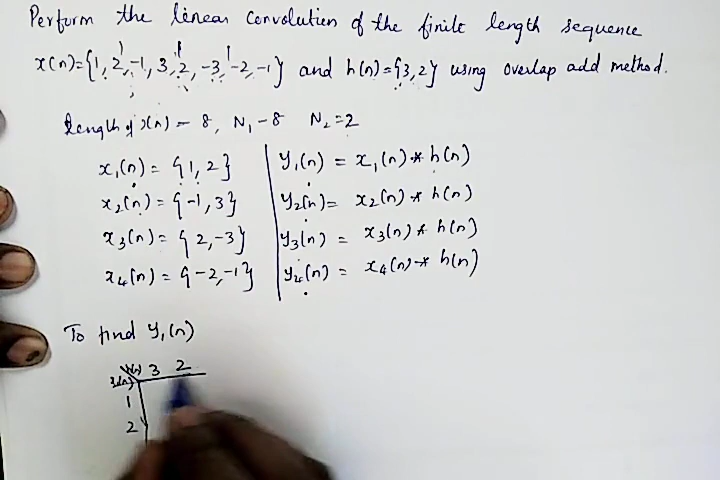 Perform the linear Convolution of the finite length sequence
x(n)={1, 2, -1, 3, 2, -3, -2, -1} and h(n)={3, 2} using overlap add method.
Length of x(n) = 8, N₁ - 8 N₂ = 2
x₁(n) = {1, 2} y₁(n) = x₁(n) * h(n)
x₂(n) = {-1, 3} y₂(n) = x₂(n) * h(n)
x₃(n) = {2, -3} y₃(n) = x₃(n) * h(n)
x₄(n) = {-2, -1} y₄(n) = x₄(n) * h(n)
To find y₁(n)
h(n) 3 2
1
2